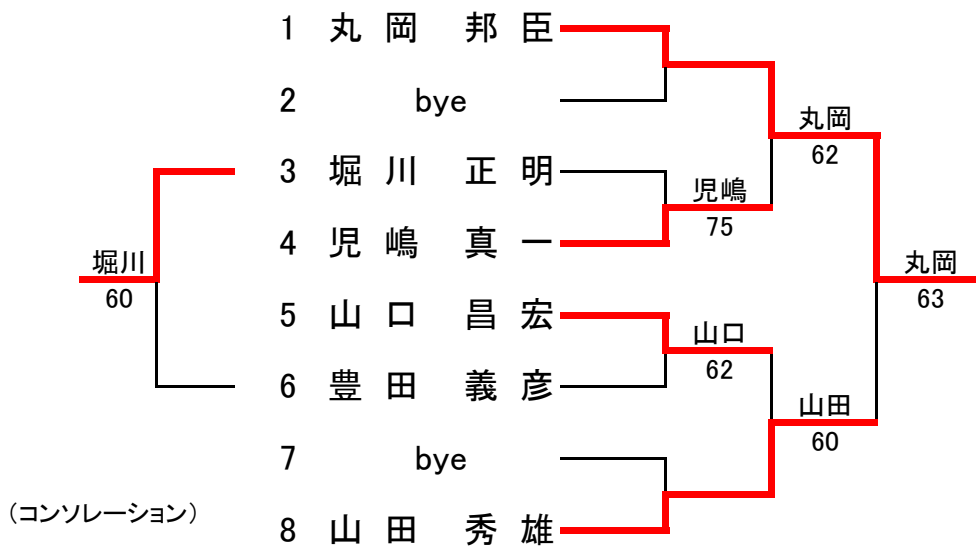 1 丸岡 邦臣
2 bye
丸岡
62
3 堀川 正明
児嶋
75
4 児嶋 真一
堀川
60
丸岡
63
5 山口 昌宏
山口
62
6 豊田 義彦
山田
60
7 bye
(コンソレーション)
8 山田 秀雄